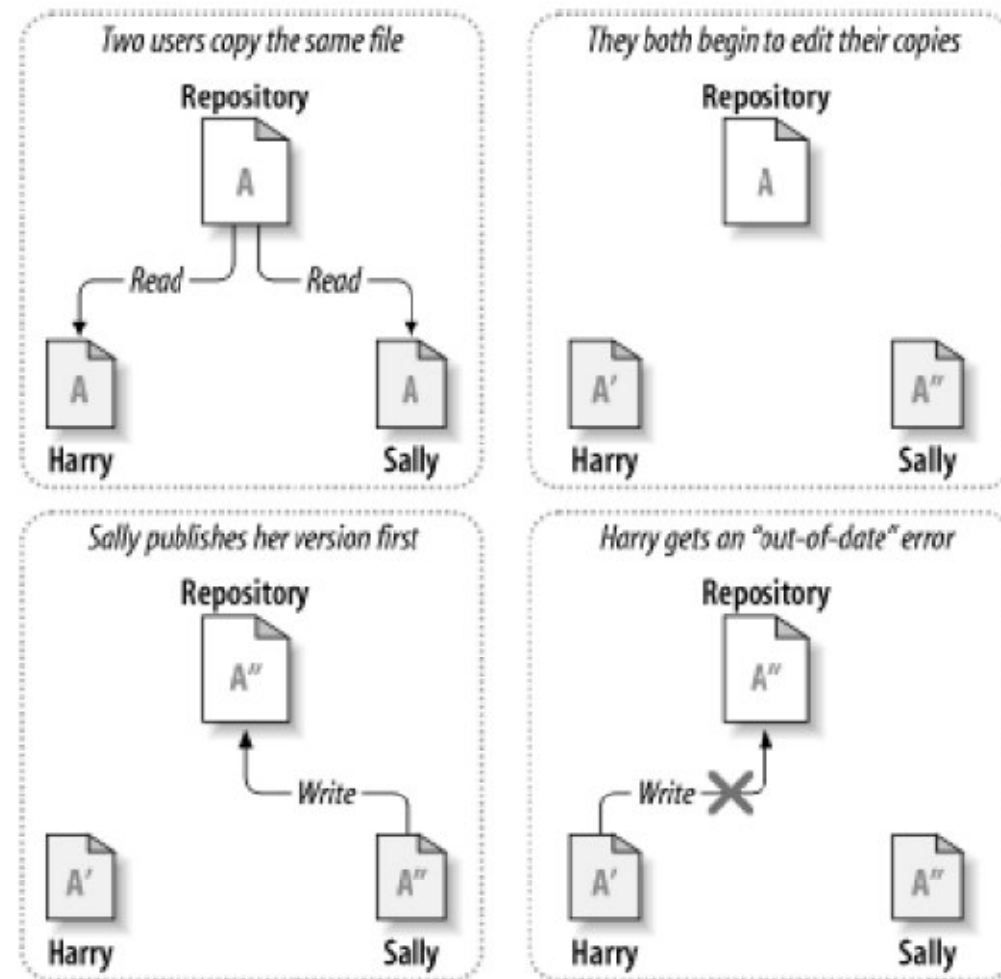 Two users copy the same file
Repository
A
Read
Read
A
A
Harry
Sally
They both begin to edit their copies
Repository
A
A'
A"
Harry
Sally
Sally publishes her version first
Repository
A"
Write
A'
A"
Harry
Sally
Harry gets an "out-of-date" error
Repository
A"
Write
A'
A"
Harry
Sally